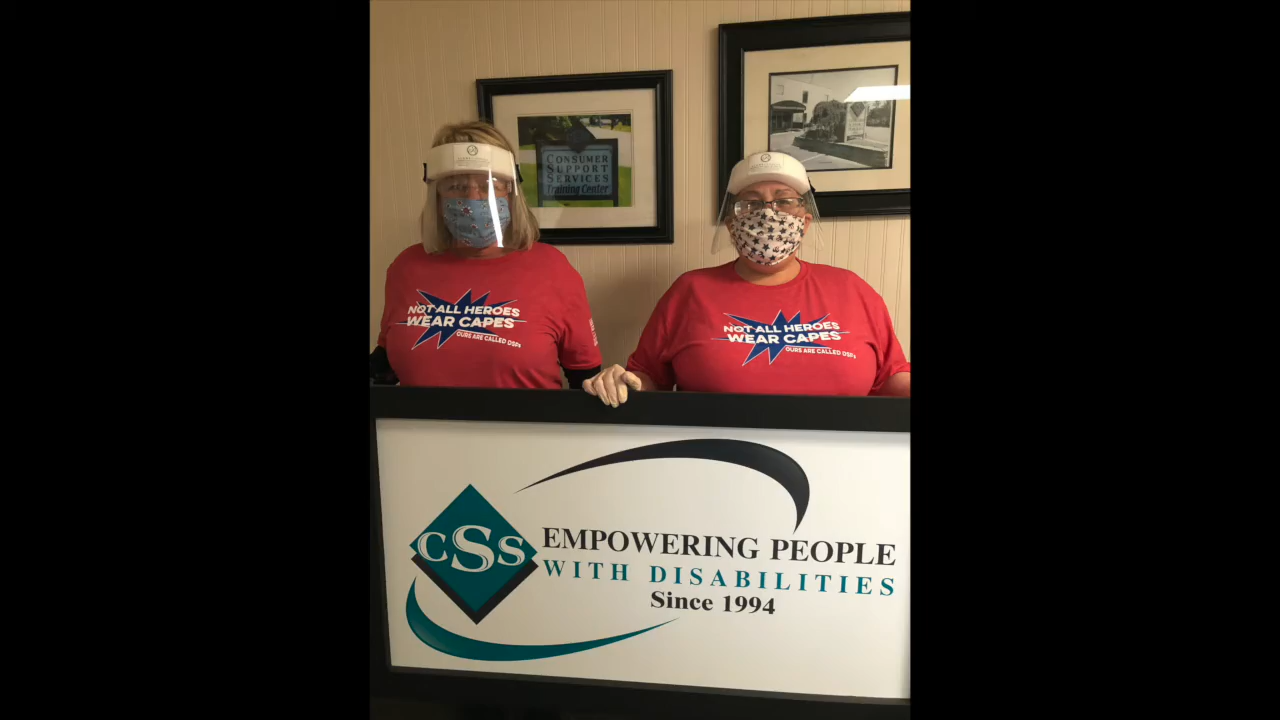 CONSUMER
SUPPORT
SERVICES
Training Center
NOT ALL HEROES
WEAR CAPES
OURS ARE CALLED DSPs
NOT ALL HEROES
WEAR CAPES
OURS ARE CALLED DSPs
CSS
EMPOWERING PEOPLE
WITH DISABILITIES
Since 1994